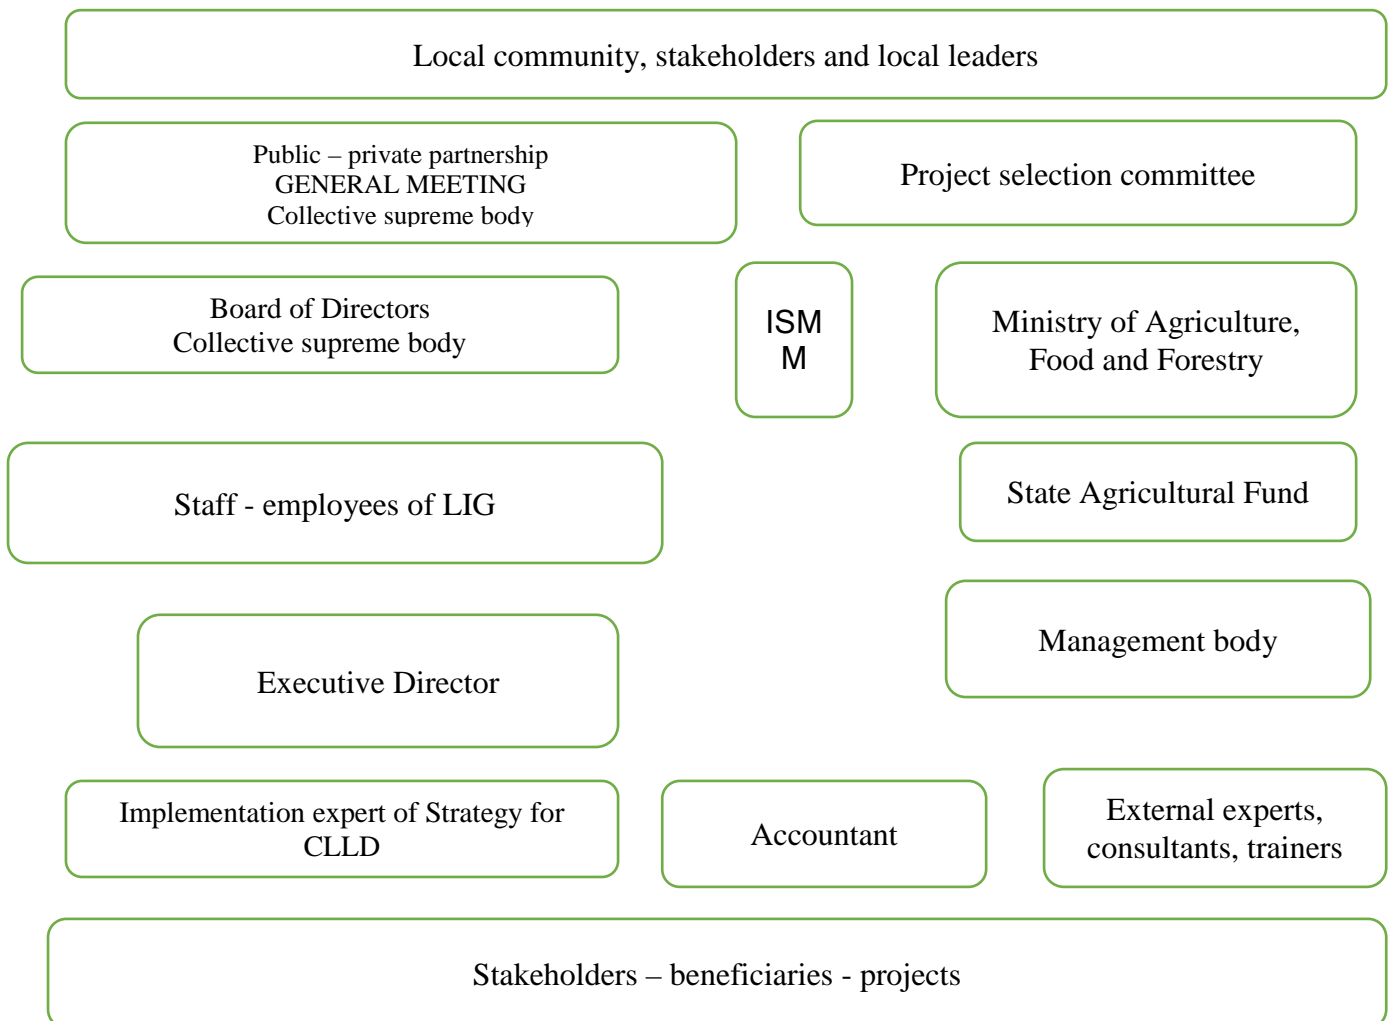 Local community, stakeholders and local leaders
Public – private partnership
GENERAL MEETING
Collective supreme body
Project selection committee
Board of Directors
Collective supreme body
ISM
M
Ministry of Agriculture,
Food and Forestry
Staff - employees of LIG
State Agricultural Fund
Executive Director
Management body
Implementation expert of Strategy for
CLLD
Accountant
External experts,
consultants, trainers
Stakeholders – beneficiaries - projects